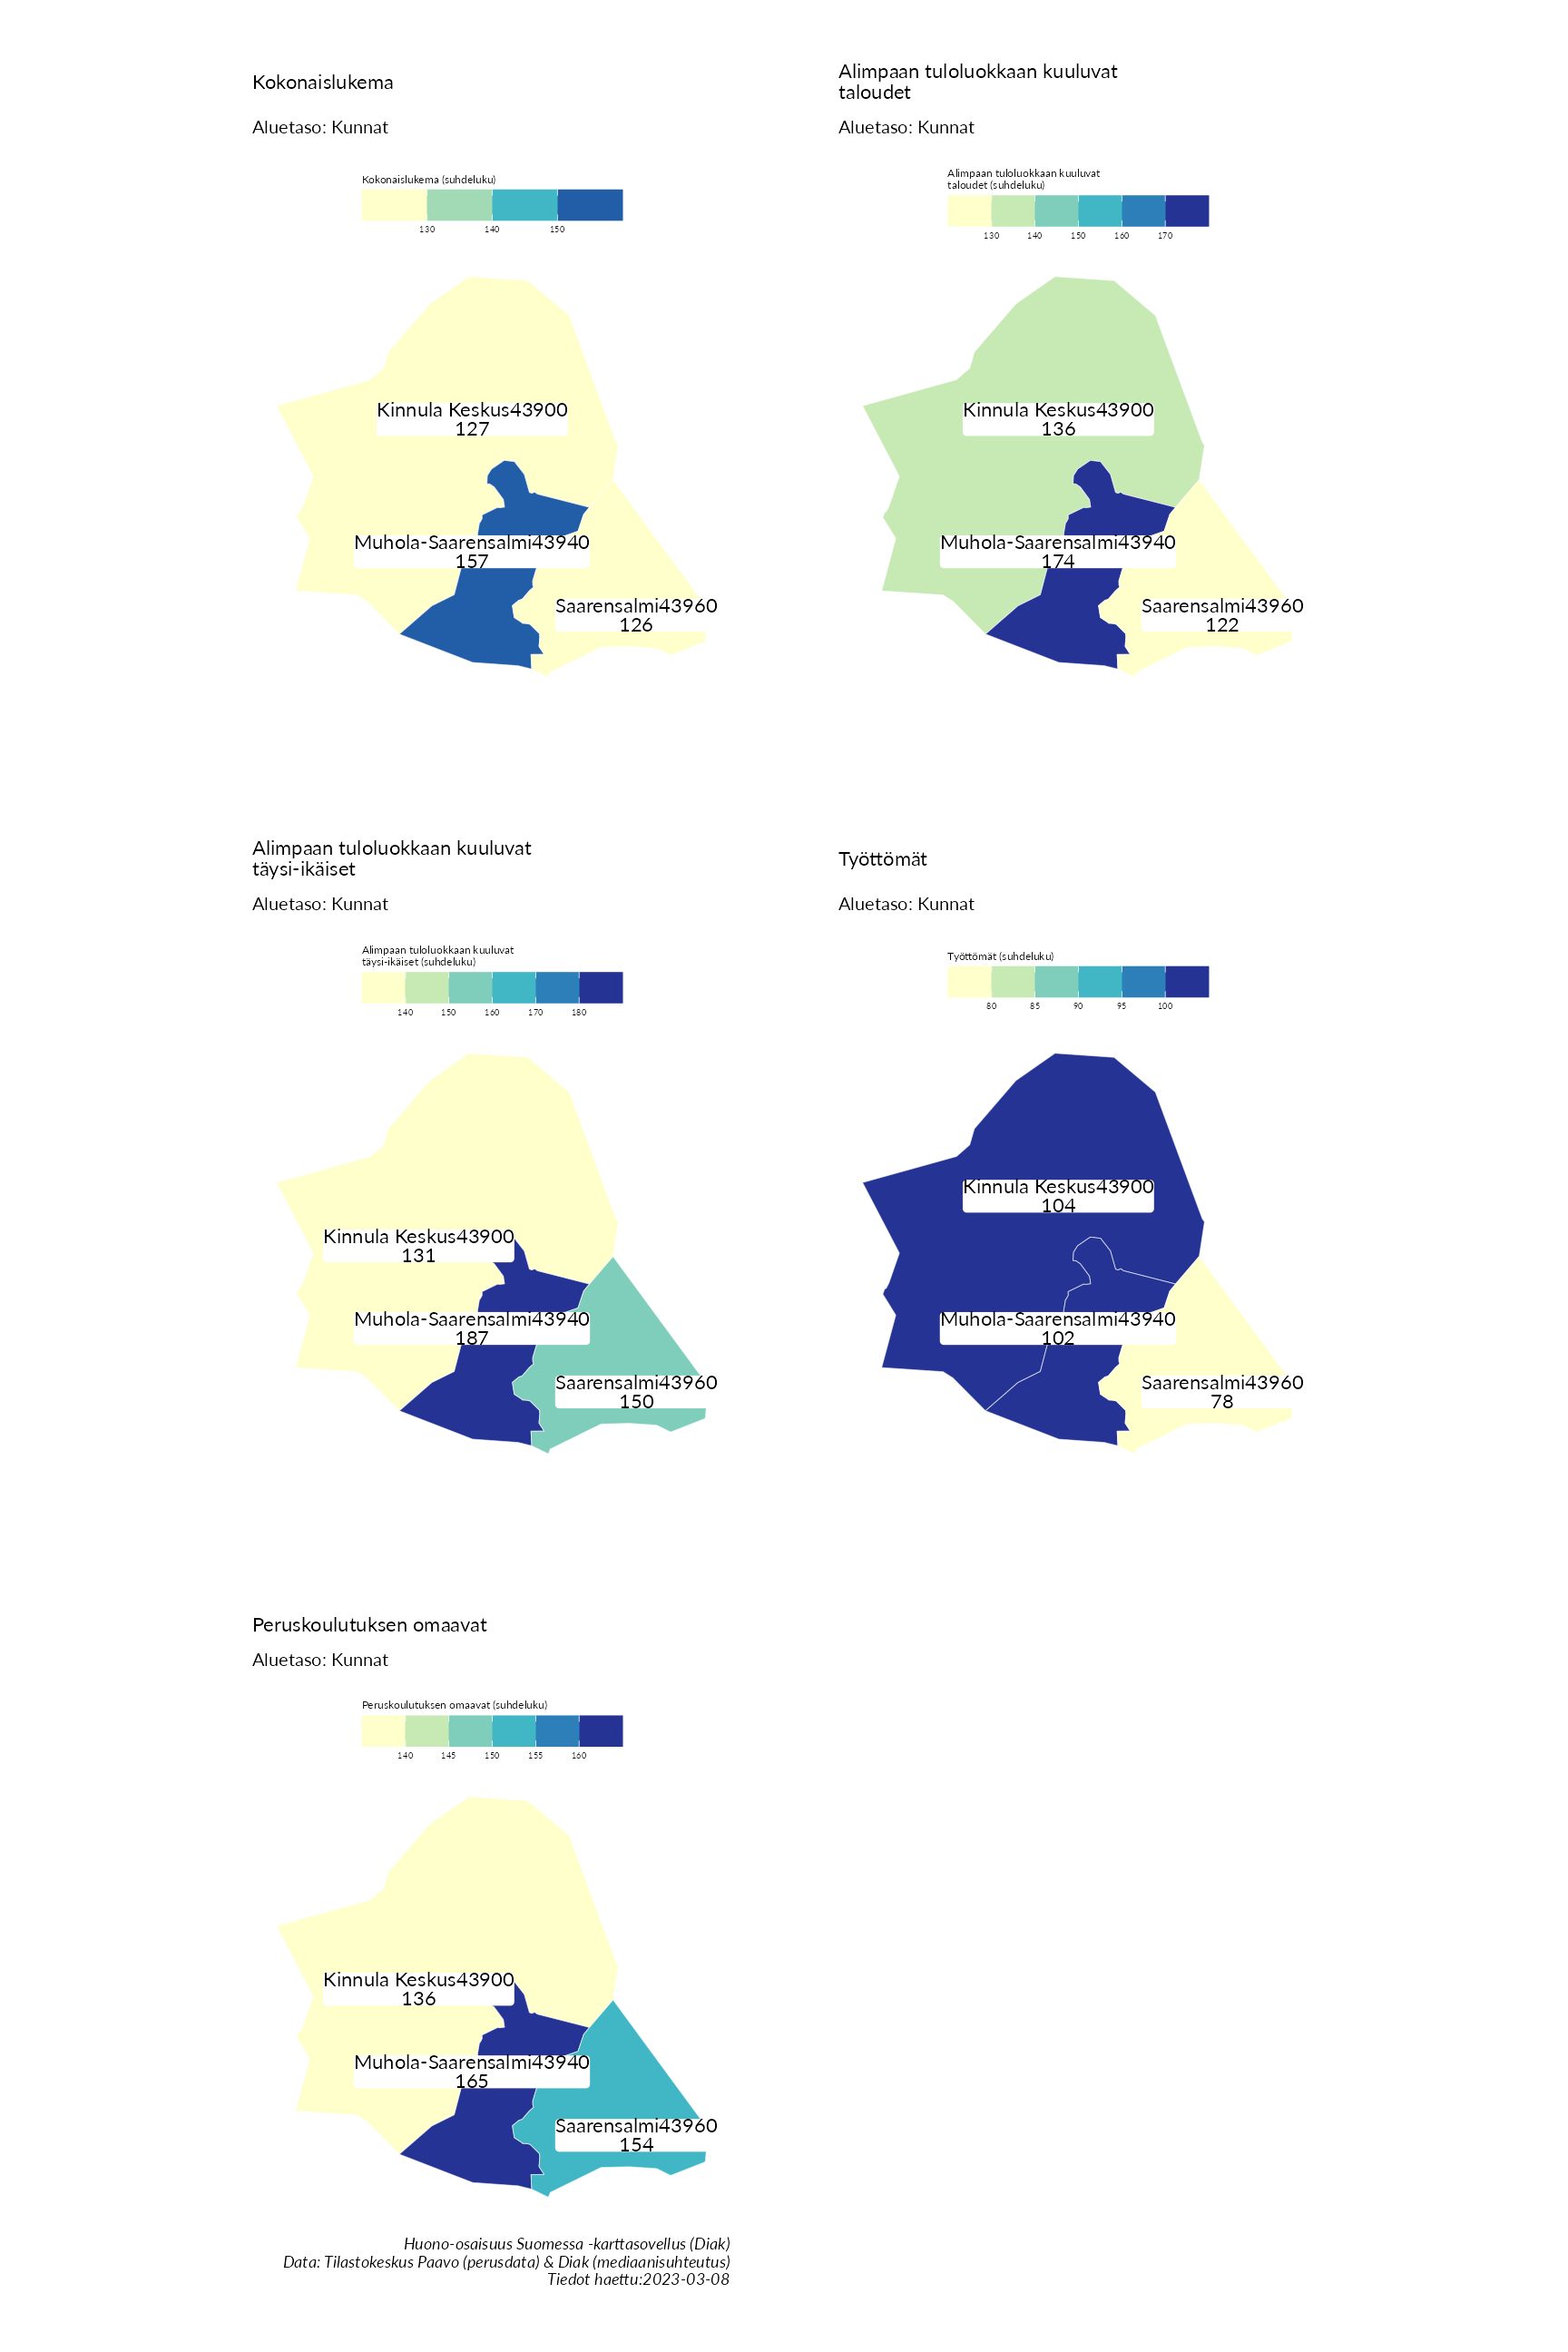 Kokonaislukema
Aluetaso: Kunnat
Kokonaislukema (suhdeluku)
130 140 150
Kinnula Keskus43900
127
Muhola-Saarensalmi43940
157
Saarensalmi43960
126
Alimpaan tuloluokkaan kuuluvat
taloudet
Aluetaso: Kunnat
Alimpaan tuloluokkaan kuuluvat
taloudet (suhdeluku)
130 140 150 160 170
Kinnula Keskus43900
136
Muhola-Saarensalmi43940
174
Saarensalmi43960
122
Alimpaan tuloluokkaan kuuluvat
täysi-ikäiset
Aluetaso: Kunnat
Alimpaan tuloluokkaan kuuluvat
täysi-ikäiset (suhdeluku)
140 150 160 170 180
Kinnula Keskus43900
131
Muhola-Saarensalmi43940
187
Saarensalmi43960
150
Työttömät
Aluetaso: Kunnat
Työttömät (suhdeluku)
80 85 90 95 100
Kinnula Keskus43900
104
Muhola-Saarensalmi43940
102
Saarensalmi43960
78
Peruskoulutuksen omaavat
Aluetaso: Kunnat
Peruskoulutuksen omaavat (suhdeluku)
140 145 150 155 160
Kinnula Keskus43900
136
Muhola-Saarensalmi43940
165
Saarensalmi43960
154
Huono-osaisuus Suomessa -karttasovellus (Diak)
Data: Tilastokeskus Paavo (perusdata) & Diak (mediaanisuhteutus)
Tiedot haettu:2023-03-08